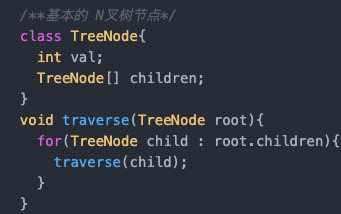 /**基本的 N叉树节点*/
class TreeNode{
  int val;
  TreeNode[] children;
}
void traverse(TreeNode root){
  for(TreeNode child : root.children){
    traverse(child);
  }
}